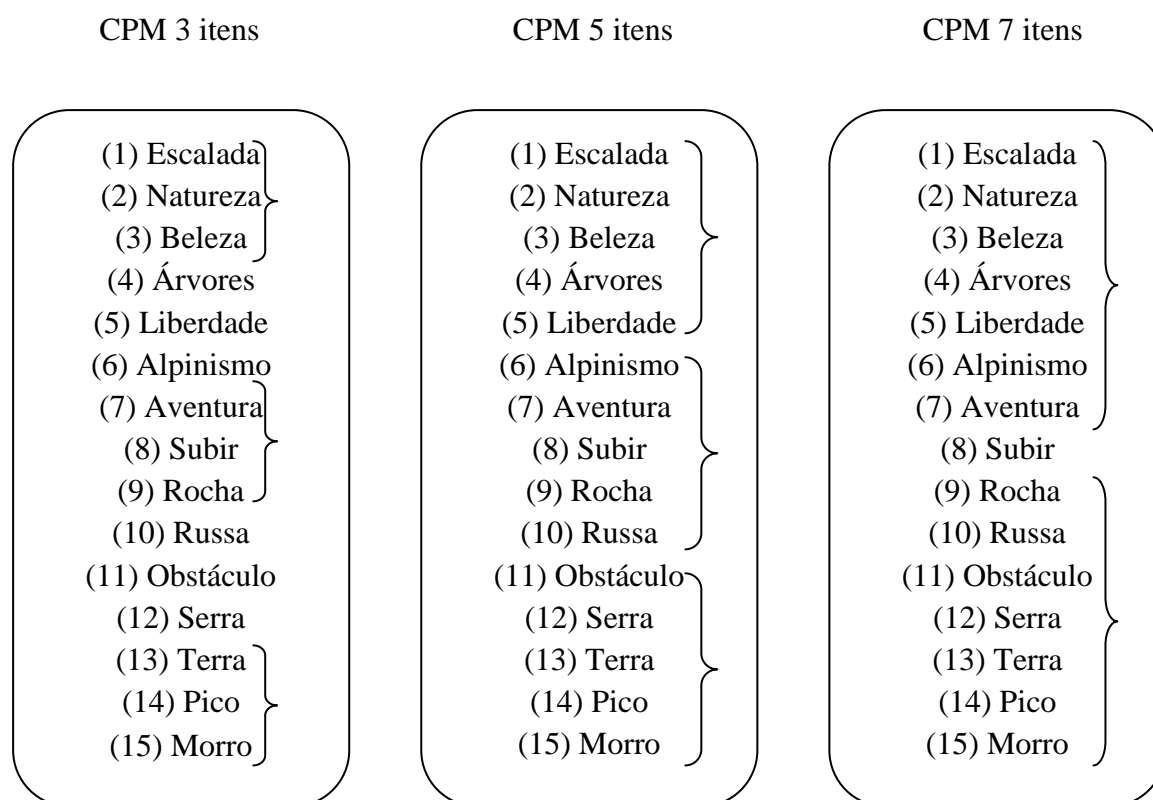 CPM 3 itens
(1) Escalada
(2) Natureza
(3) Beleza
(4) Árvores
(5) Liberdade
(6) Alpinismo
(7) Aventura
(8) Subir
(9) Rocha
(10) Russa
(11) Obstáculo
(12) Serra
(13) Terra
(14) Pico
(15) Morro
CPM 5 itens
(1) Escalada
(2) Natureza
(3) Beleza
(4) Árvores
(5) Liberdade
(6) Alpinismo
(7) Aventura
(8) Subir
(9) Rocha
(10) Russa
(11) Obstáculo
(12) Serra
(13) Terra
(14) Pico
(15) Morro
CPM 7 itens
(1) Escalada
(2) Natureza
(3) Beleza
(4) Árvores
(5) Liberdade
(6) Alpinismo
(7) Aventura
(8) Subir
(9) Rocha
(10) Russa
(11) Obstáculo
(12) Serra
(13) Terra
(14) Pico
(15) Morro